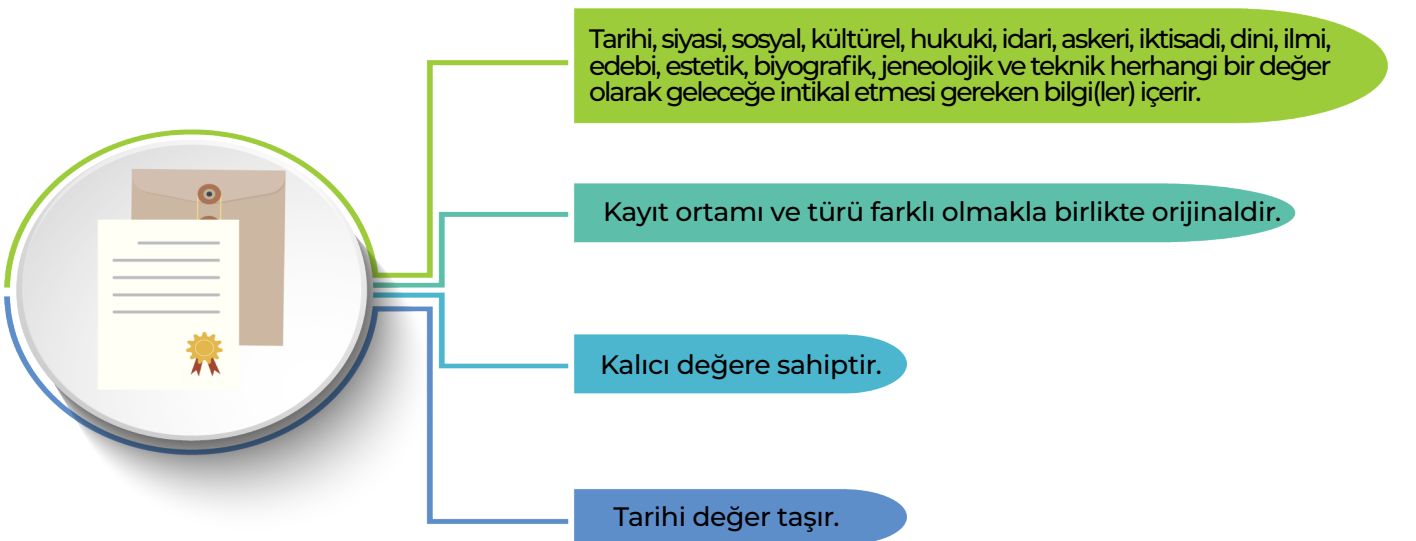 Tarihi, siyasi, sosyal, kültürel, hukuki, idari, askeri, iktisadi, dini, ilmi,
edebi, estetik, biyografik, jeneolojik ve teknik herhangi bir değer
olarak geleceğe intikal etmesi gereken bilgi(ler) içerir.
Kayıt ortamı ve türü farklı olmakla birlikte orijinaldir.
Kalıcı değere sahiptir.
Tarihi değer taşır.